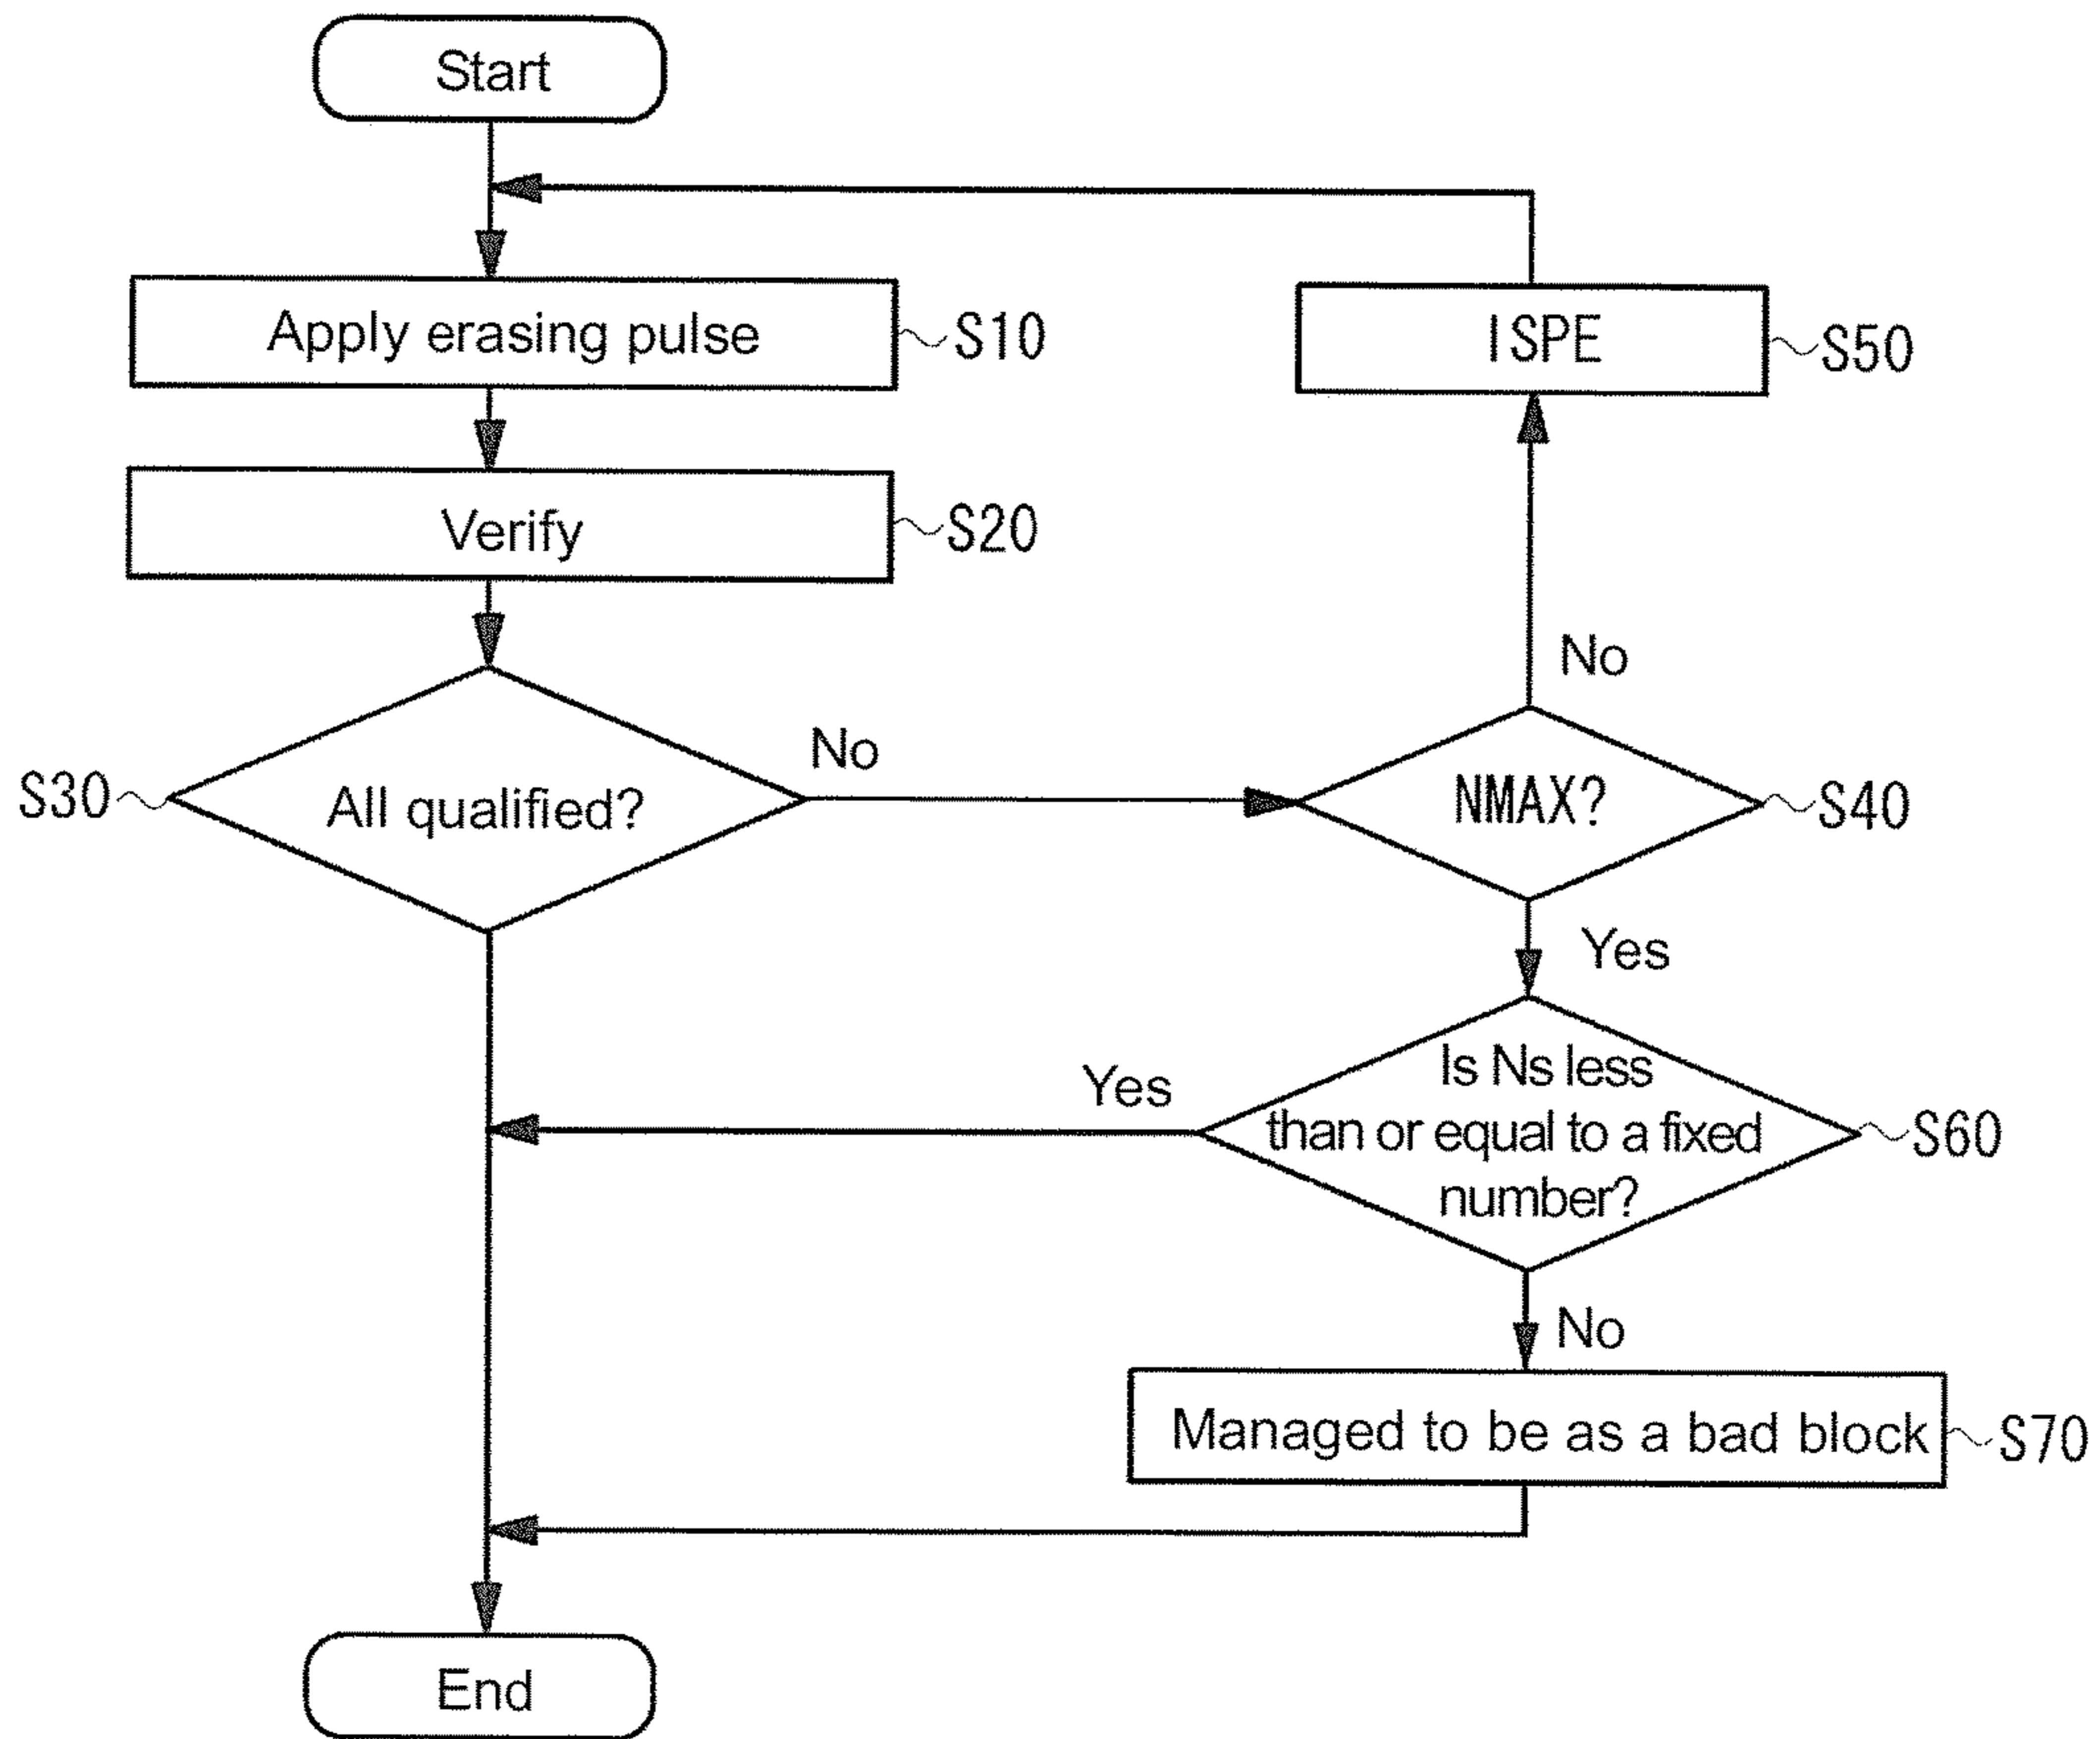 Start
Apply erasing pulse
S10
ISPE
S50
Verify
S20
No
No
S30
All qualified?
NMAX?
S40
Yes
Yes
Is Ns less
than or equal to a fixed
number?
S60
No
Managed to be as a bad block
S70
End